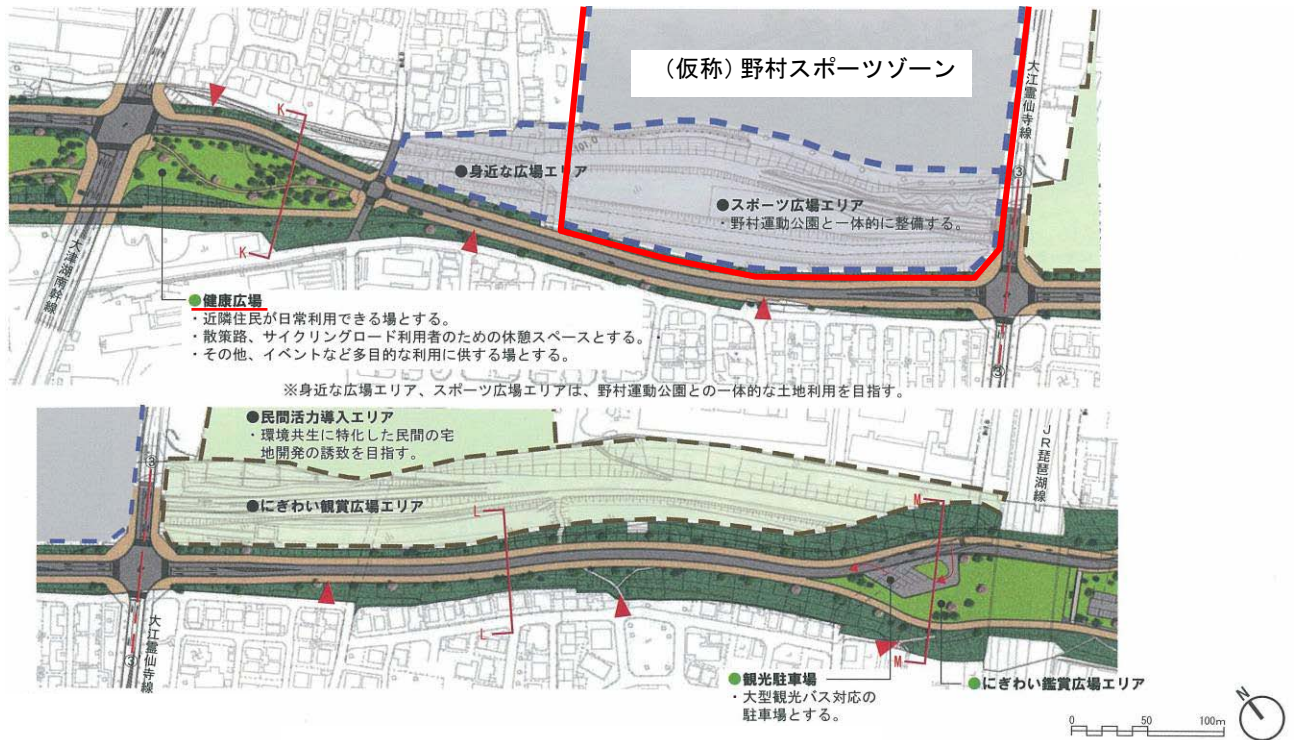 （仮称）野村スポーツゾーン
大江霊仙寺線
K
101.0
●身近な広場エリア
③
●スポーツ広場エリア
・野村運動公園と一体的に整備する。
K
大津湖南幹線
●健康広場
・近隣住民が日常利用できる場とする。
・散策路、サイクリングロード利用者のための休憩スペースとする。
・その他、イベントなど多目的な利用に供する場とする。
③
※身近な広場エリア、スポーツ広場エリアは、野村運動公園との一体的な土地利用を目指す。
●民間活力導入エリア
・環境共生に特化した民間の宅
地開発の誘致を目指す。
JR琵琶湖線
③
●にぎわい観賞広場エリア
L
M
大江霊仙寺線
L
③
M
●観光駐車場
・大型観光バス対応の
駐車場とする。
●にぎわい鑑賞広場エリア
N
0 50 100m